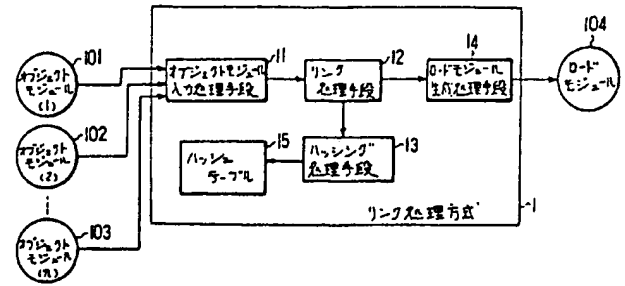 101
オブジェクト
モジュール
(1)
102
オブジェクト
モジュール
(2)
103
オブジェクト
モジュール
(n)
11
オブジェクトモジュール
入力処理手段
12
リンク
処理手段
14
ロードモジュール
生成処理手段
104
ロード
モジュール
15
ハッシュ
テーブル
13
ハッシング
処理手段
リンク処理方式
1